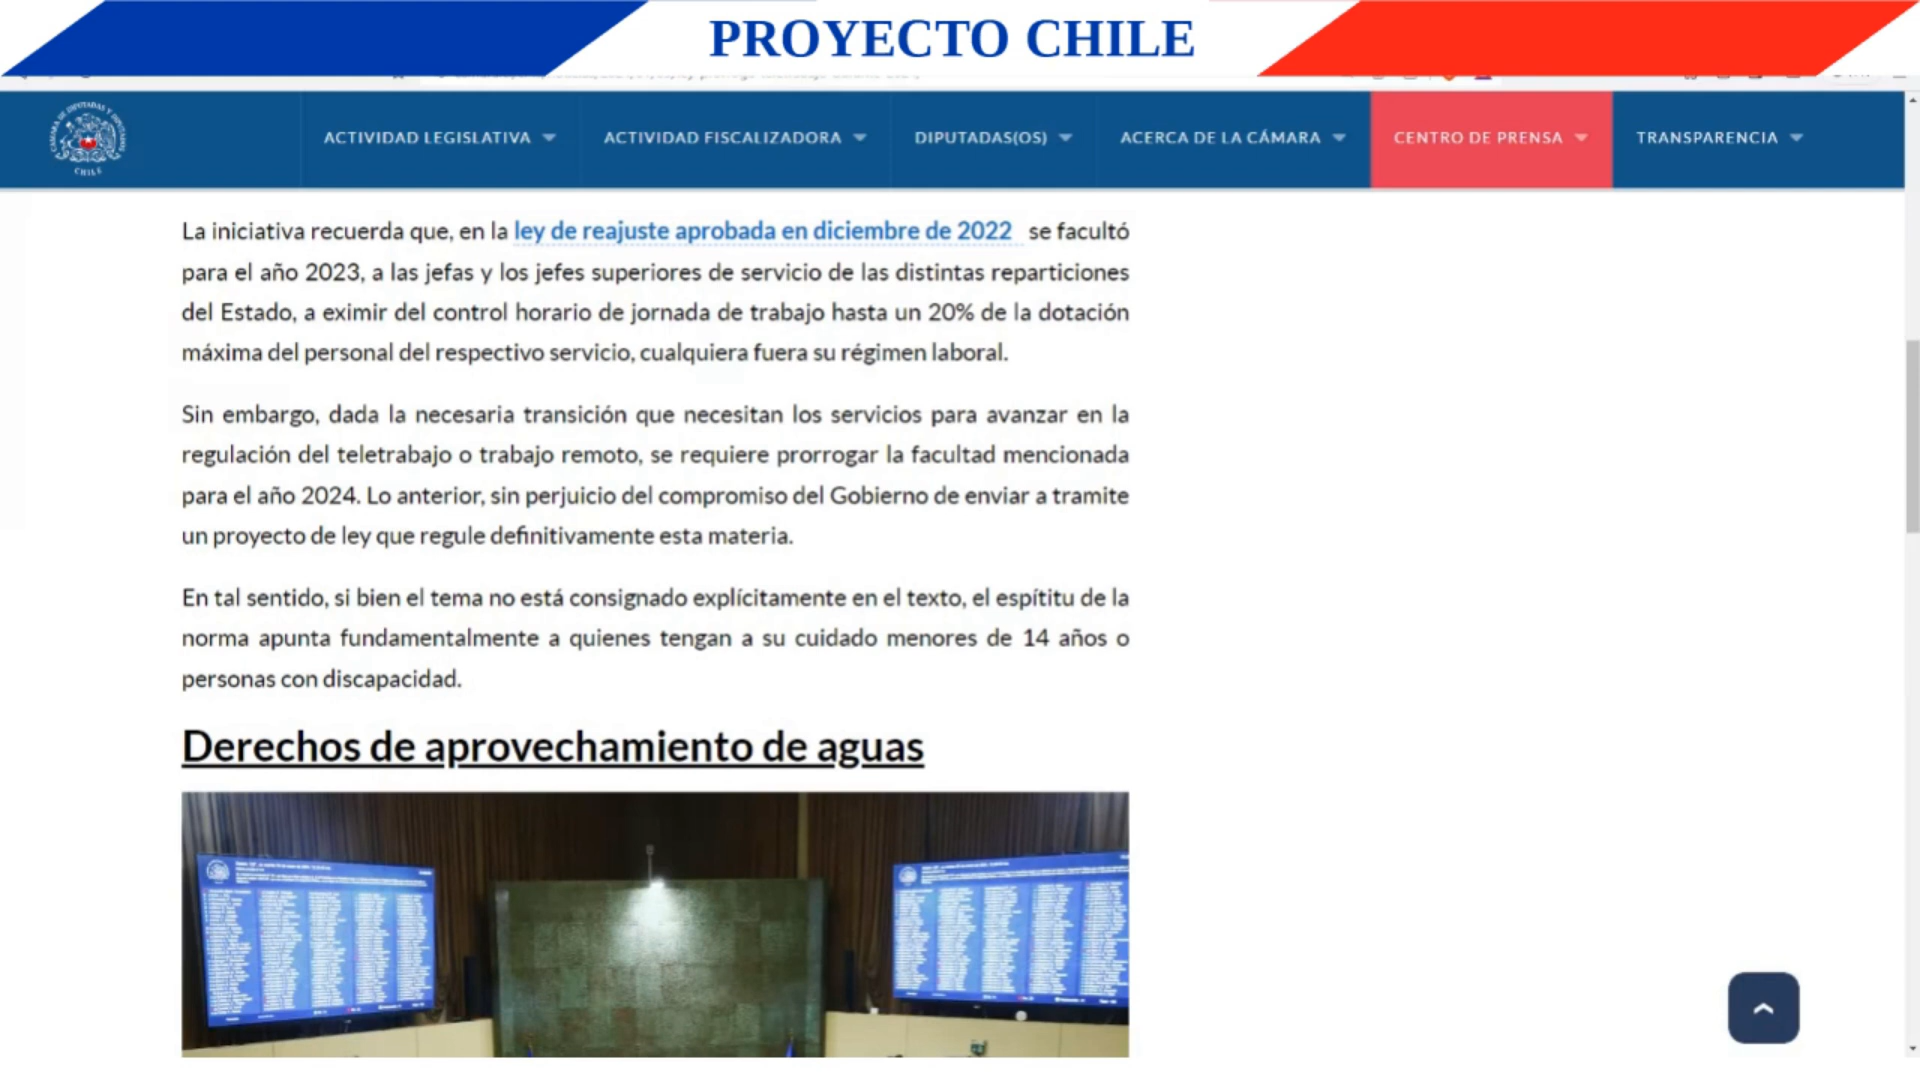 PROYECTO CHILE
CÁMARA DE DIPUTADAS Y DIPUTADOS
CHILE
ACTIVIDAD LEGISLATIVA
ACTIVIDAD FISCALIZADORA
DIPUTADAS(OS)
ACERCA DE LA CÁMARA
CENTRO DE PRENSA
TRANSPARENCIA
La iniciativa recuerda que, en la ley de reajuste aprobada en diciembre de 2022 se facultó
para el año 2023, a las jefas y los jefes superiores de servicio de las distintas reparticiones
del Estado, a eximir del control horario de jornada de trabajo hasta un 20% de la dotación
máxima del personal del respectivo servicio, cualquiera fuera su régimen laboral.
Sin embargo, dada la necesaria transición que necesitan los servicios para avanzar en la
regulación del teletrabajo o trabajo remoto, se requiere prorrogar la facultad mencionada
para el año 2024. Lo anterior, sin perjuicio del compromiso del Gobierno de enviar a tramite
un proyecto de ley que regule definitivamente esta materia.
En tal sentido, si bien el tema no está consignado explícitamente en el texto, el espítitu de la
norma apunta fundamentalmente a quienes tengan a su cuidado menores de 14 años o
personas con discapacidad.
Derechos de aprovechamiento de aguas